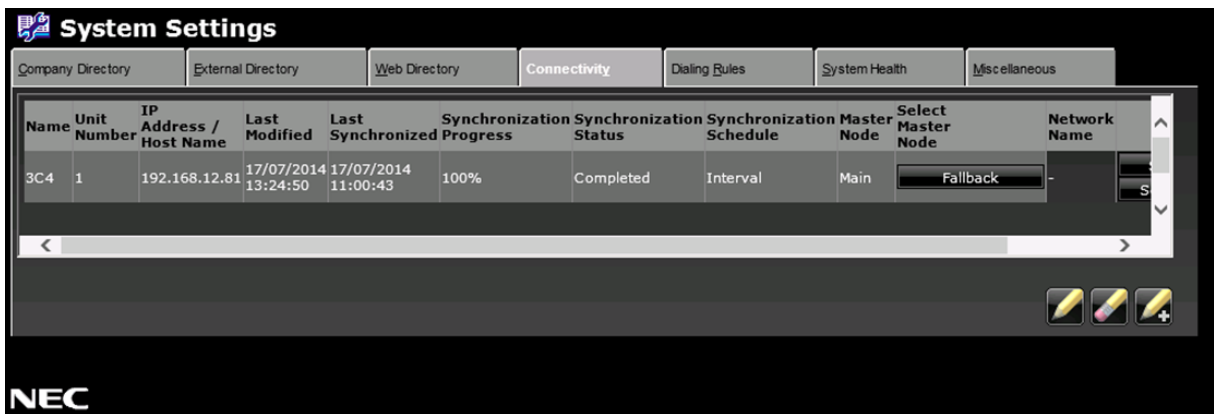 System Settings
Company Directory External Directory Web Directory Connectivity Dialing Rules System Health Miscellaneous
Name Unit Number IP Address / Host Name Last Modified Last Synchronized Synchronization Progress Synchronization Status Synchronization Schedule Master Node Select Master Node Network Name
3C4 1 192.168.12.81 17/07/2014 13:24:50 17/07/2014 11:00:43 100% Completed Interval Main Fallback -
NEC